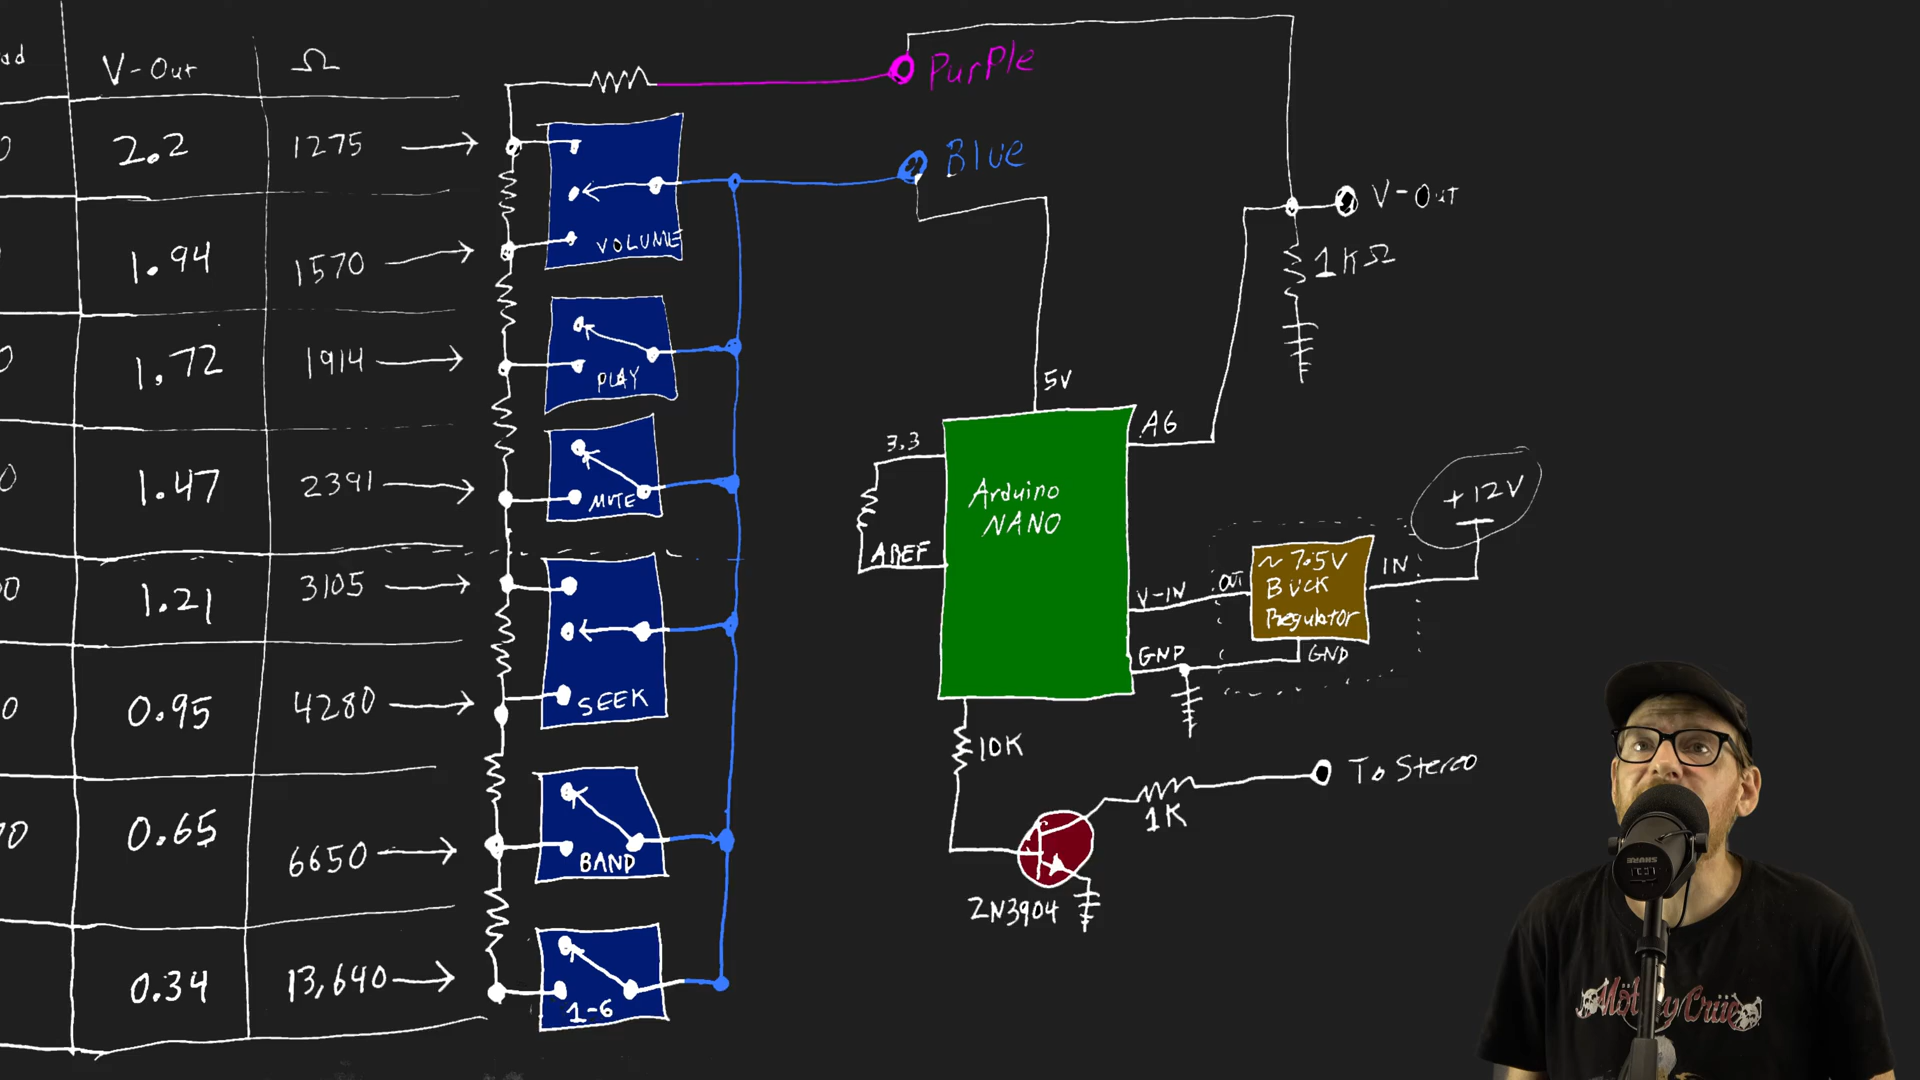 V-Out Ω
2.2 1275
1.94 1570
1.72 1914
1.47 2391
1.21 3105
0.95 4280
0.65 6650
0.34 13,640
VOLUME
PLAY
MUTE
SEEK
BAND
1-6
PurPle
Blue
V-Out
1KΩ
5V
A6
3.3
AREF
Arduino
NANO
V-IN
GND
+12V
~7.5V
Buck
Regulator
OUT
IN
GND
10K
1K
To Stereo
2N3904
SHURE
Mötley Crüe